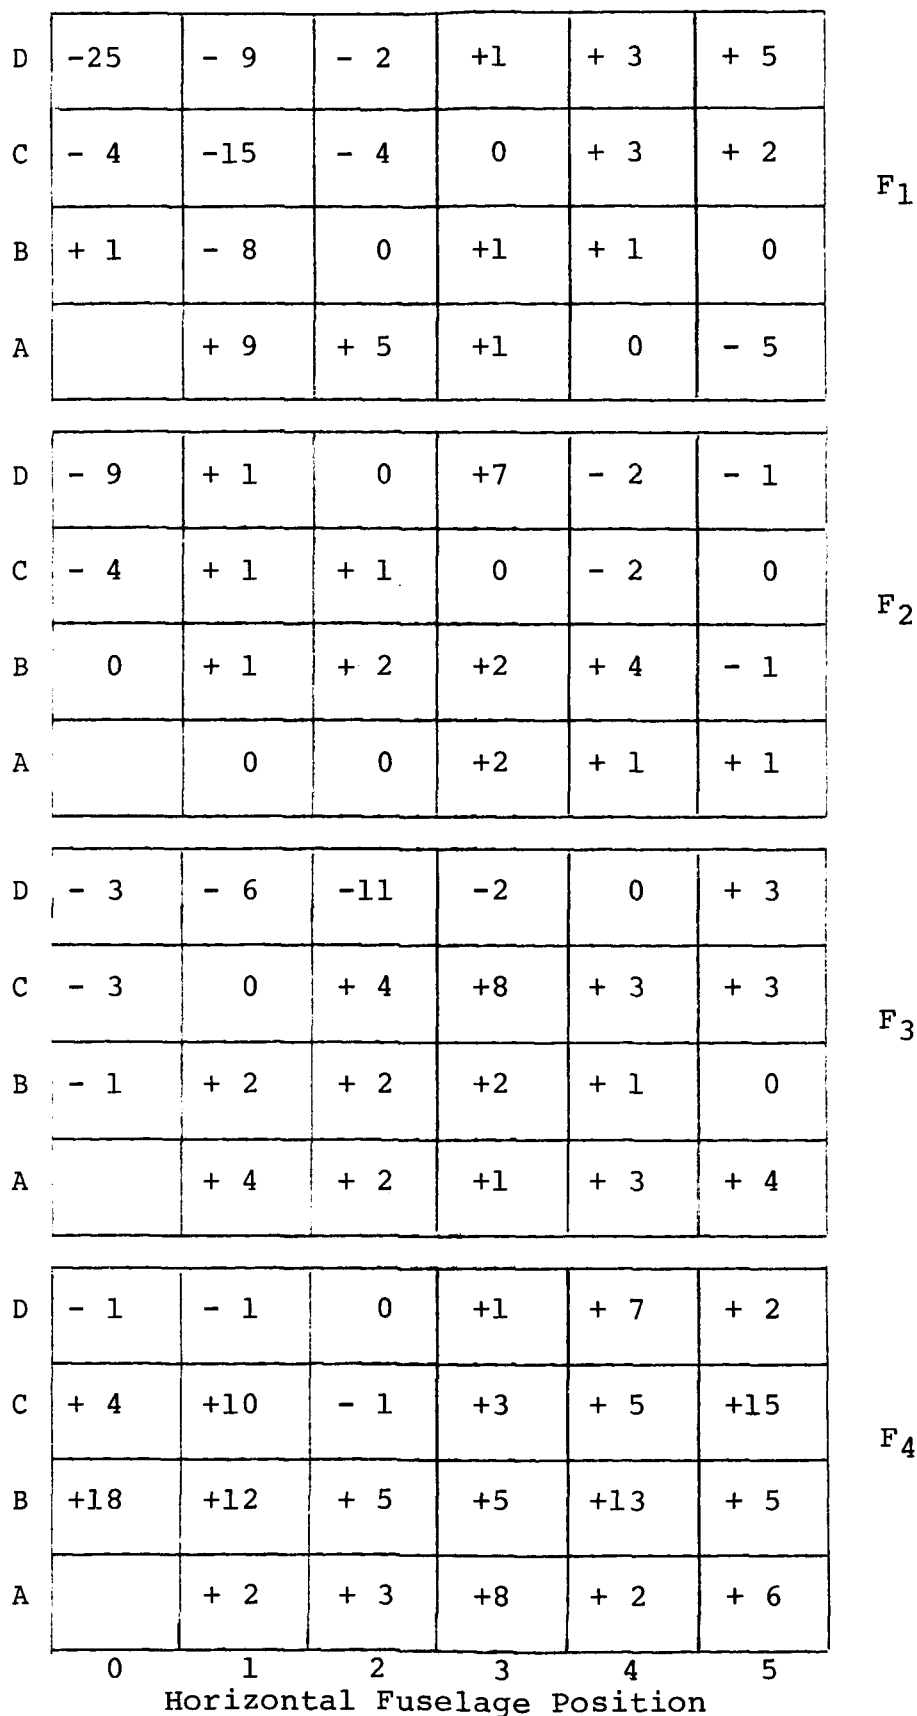 D -25 - 9 - 2 +1 + 3 + 5
C - 4 -15 - 4 0 + 3 + 2
F1
B + 1 - 8 0 +1 + 1 0
A + 9 + 5 +1 0 - 5
D - 9 + 1 0 +7 - 2 - 1
C - 4 + 1 + 1 0 - 2 0
F2
B 0 + 1 + 2 +2 + 4 - 1
A 0 0 +2 + 1 + 1
D - 3 - 6 -11 -2 0 + 3
C - 3 0 + 4 +8 + 3 + 3
F3
B - 1 + 2 + 2 +2 + 1 0
A + 4 + 2 +1 + 3 + 4
D - 1 - 1 0 +1 + 7 + 2
C + 4 +10 - 1 +3 + 5 +15
F4
B +18 +12 + 5 +5 +13 + 5
A + 2 + 3 +8 + 2 + 6
0 1 2 3 4 5
Horizontal Fuselage Position